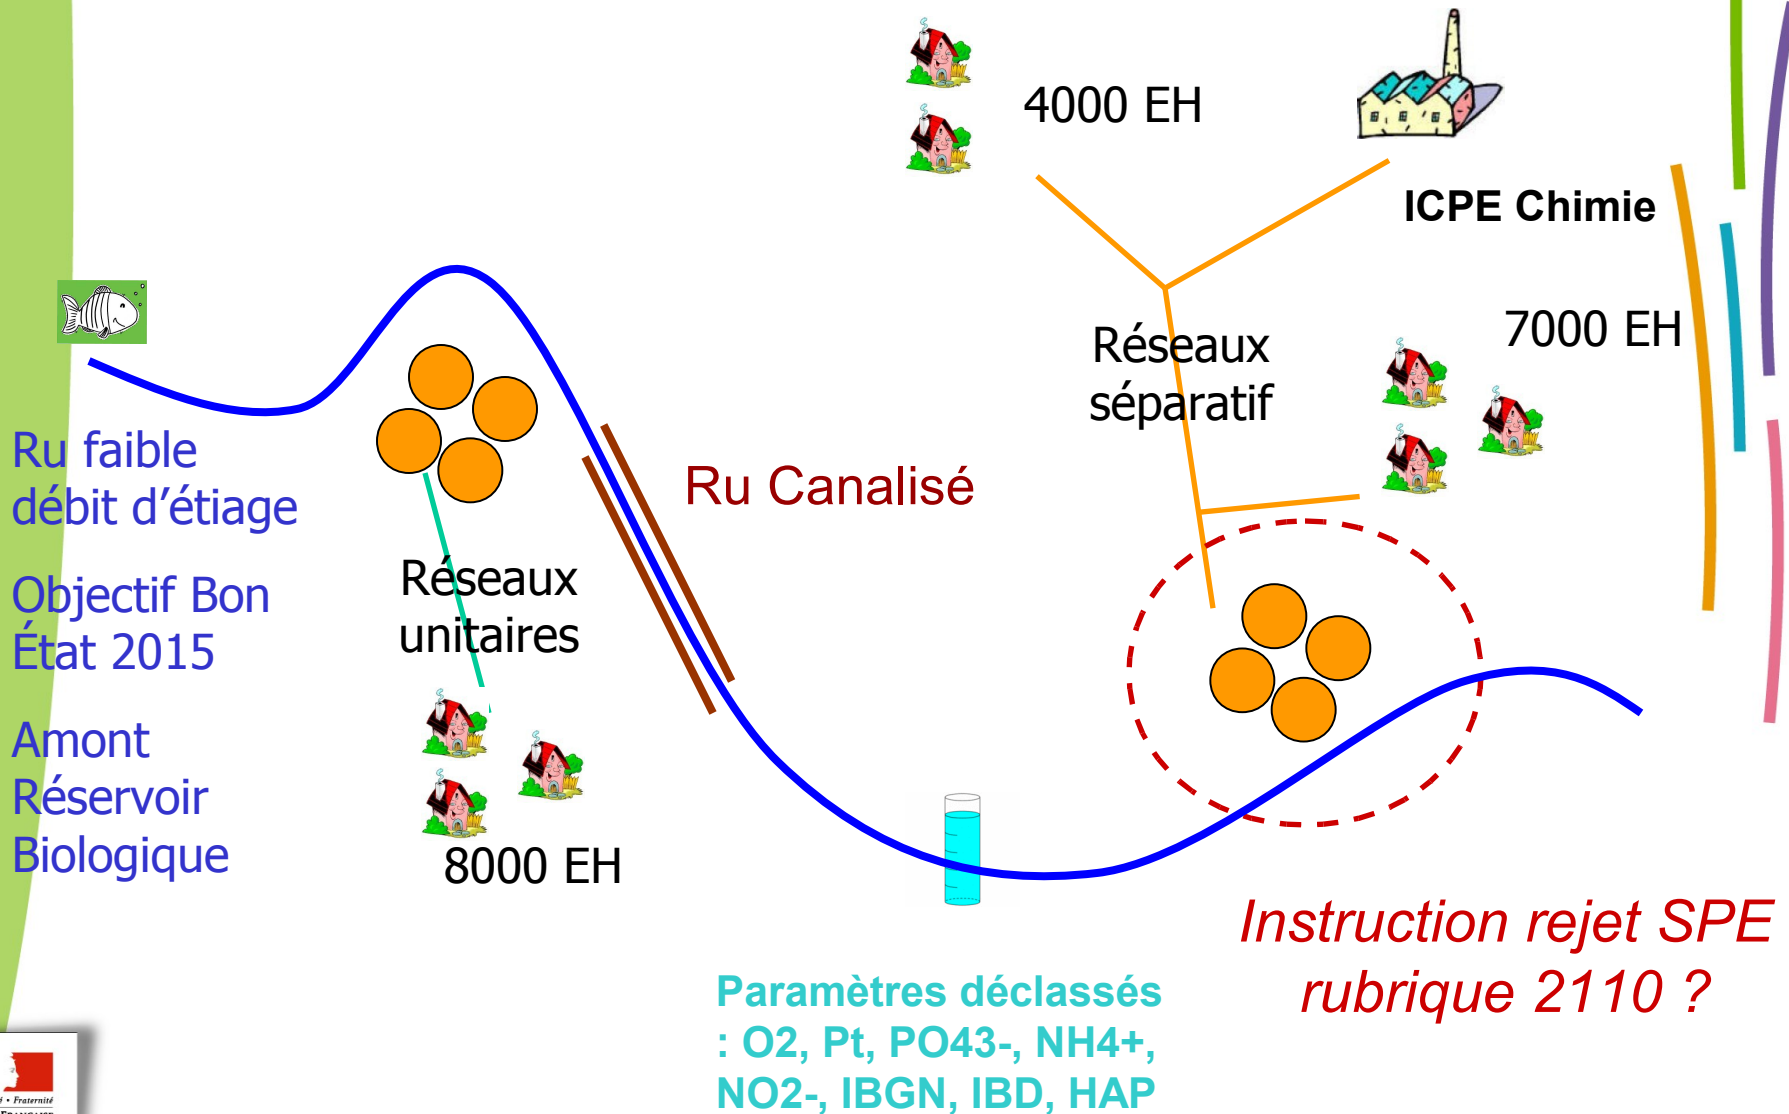 4000 EH
ICPE Chimie
7000 EH
Réseaux
séparatif
Ru faible
débit d’étiage
Objectif Bon
État 2015
Amont
Réservoir
Biologique
Ru Canalisé
Réseaux
unitaires
8000 EH
Instruction rejet SPE
rubrique 2110 ?
Paramètres déclassés
: O2, Pt, PO43-, NH4+,
NO2-, IBGN, IBD, HAP
é • Fraternité